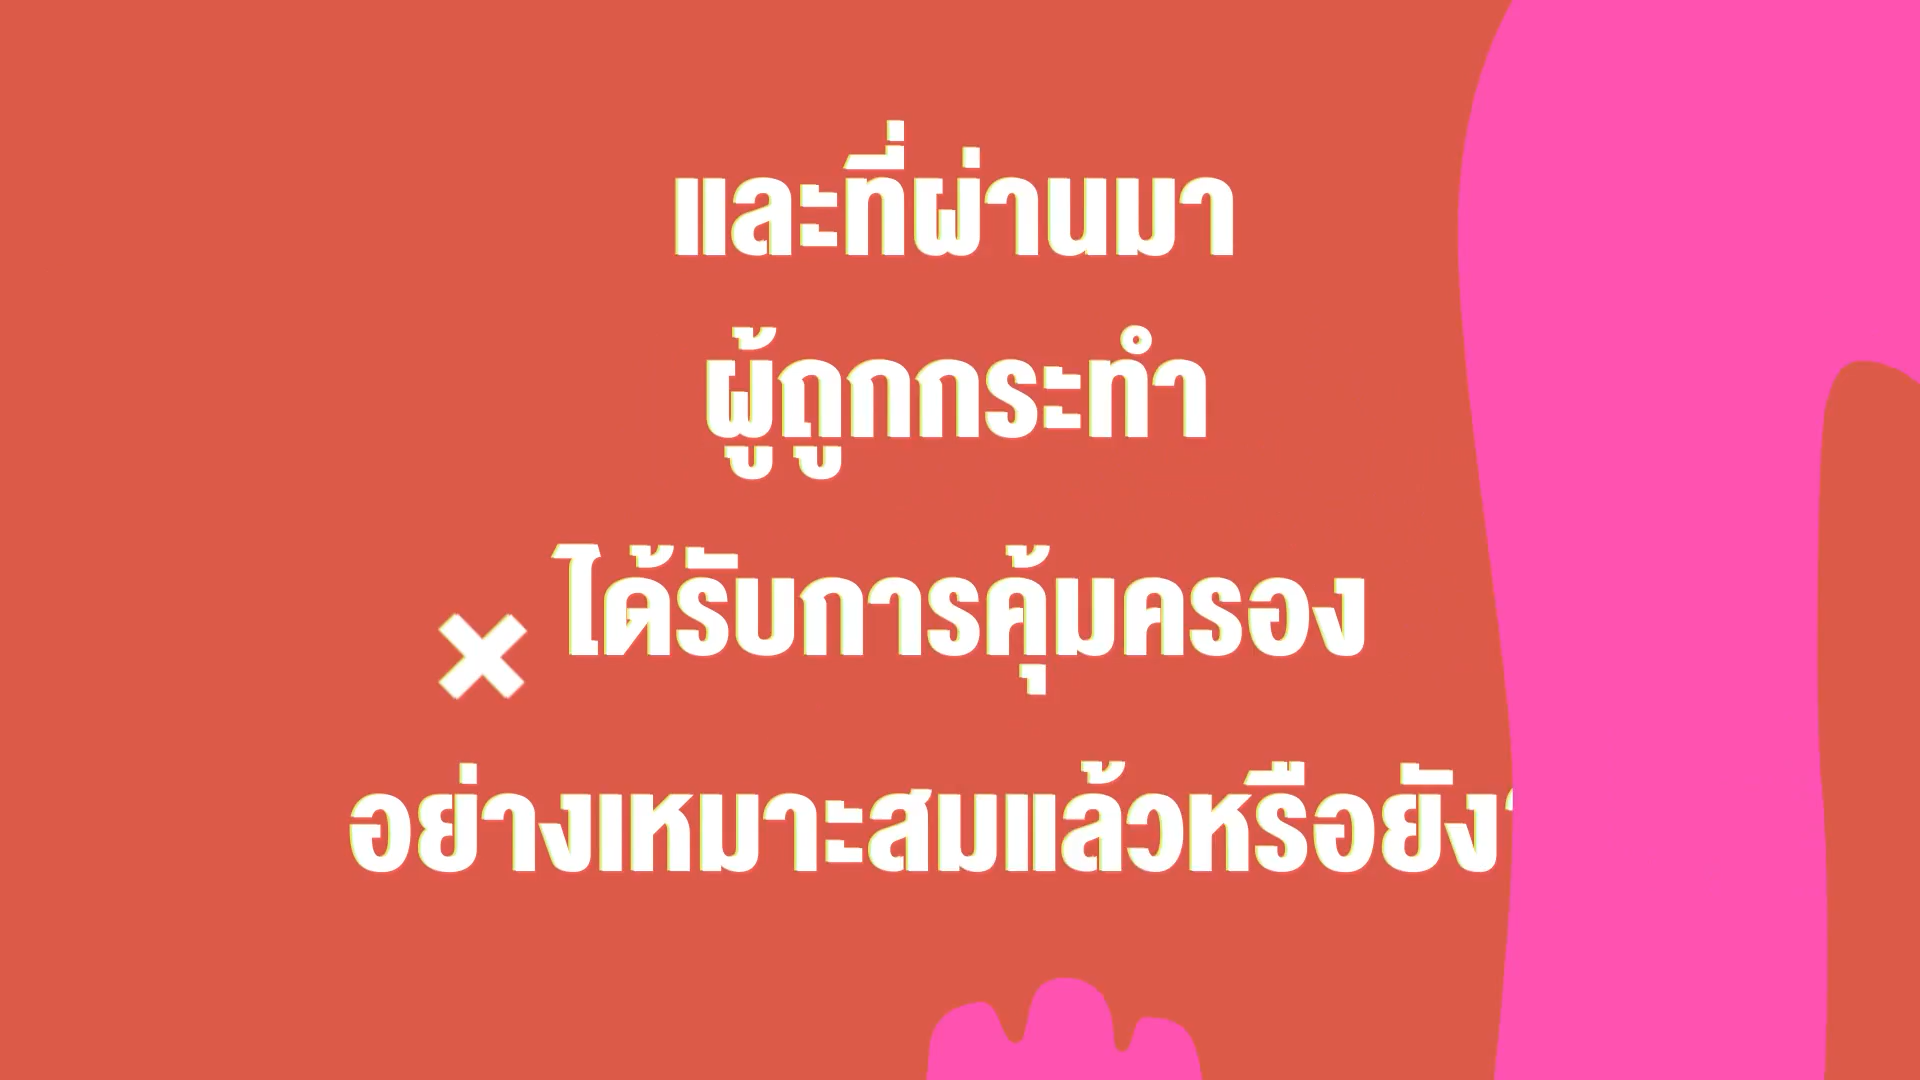 และที่ผ่านมา
ผู้ถูกกระทำ
ได้รับการคุ้มครอง
อย่างเหมาะสมแล้วหรือยัง